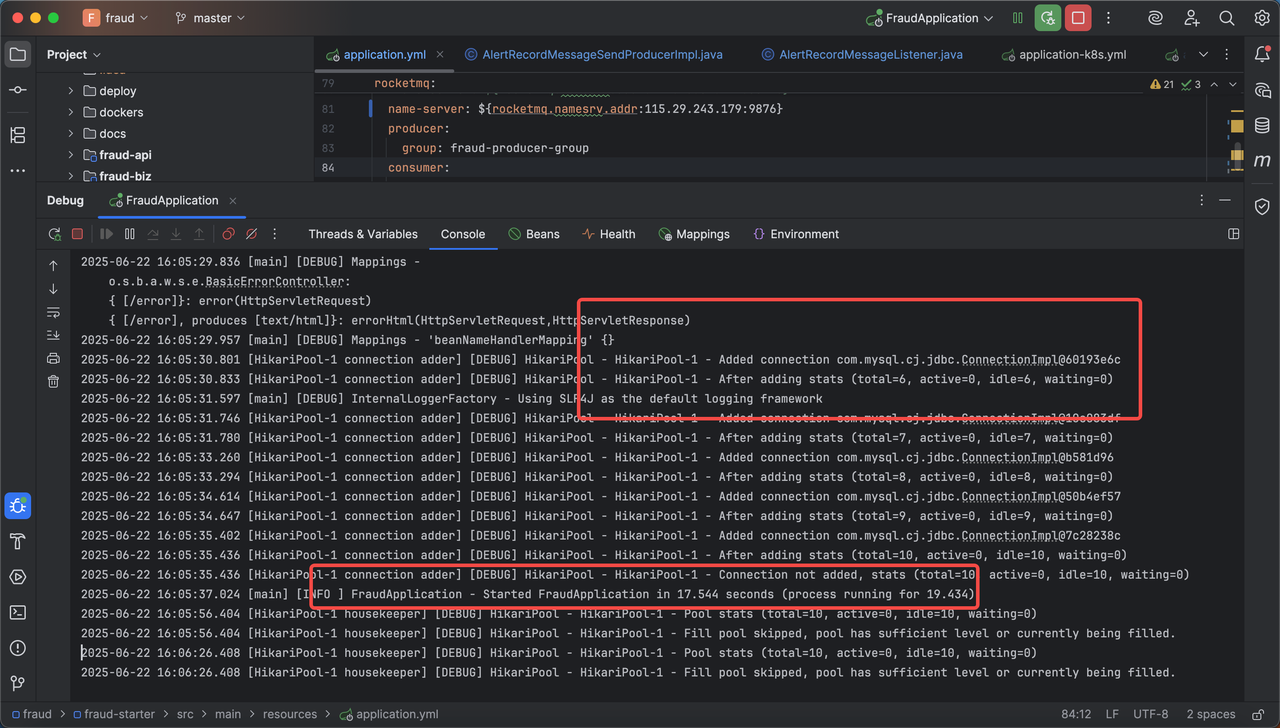 F fraud master FraudApplication
Project application.yml AlertRecordMessageSendProducerImpl.java AlertRecordMessageListener.java application-k8s.yml
deploy
dockers
docs
fraud-api
fraud-biz
79 rocketmq:
81 name-server: ${rocketmq.namesrv.addr:115.29.243.179:9876}
82 producer:
83 group: fraud-producer-group
84 consumer:
21 3
m
Debug FraudApplication
Threads & Variables Console Beans Health Mappings Environment
2025-06-22 16:05:29.836 [main] [DEBUG] Mappings -
o.s.b.a.w.s.e.BasicErrorController:
{ [/error]}: error(HttpServletRequest)
{ [/error], produces [text/html]}: errorHtml(HttpServletRequest,HttpServletResponse)
2025-06-22 16:05:29.957 [main] [DEBUG] Mappings - 'beanNameHandlerMapping' {}
2025-06-22 16:05:30.801 [HikariPool-1 connection adder] [DEBUG] HikariPool - HikariPool-1 - Added connection com.mysql.cj.jdbc.ConnectionImpl@60193e6c
2025-06-22 16:05:30.833 [HikariPool-1 connection adder] [DEBUG] HikariPool - HikariPool-1 - After adding stats (total=6, active=0, idle=6, waiting=0)
2025-06-22 16:05:31.597 [main] [DEBUG] InternalLoggerFactory - Using SLF4J as the default logging framework
2025-06-22 16:05:31.746 [HikariPool-1 connection adder] [DEBUG] HikariPool - HikariPool-1 - Added connection
2025-06-22 16:05:31.780 [HikariPool-1 connection adder] [DEBUG] HikariPool - HikariPool-1 - After adding stats (total=7, active=0, idle=7, waiting=0)
2025-06-22 16:05:33.260 [HikariPool-1 connection adder] [DEBUG] HikariPool - HikariPool-1 - Added connection com.mysql.cj.jdbc.ConnectionImpl@b581d96
2025-06-22 16:05:33.294 [HikariPool-1 connection adder] [DEBUG] HikariPool - HikariPool-1 - After adding stats (total=8, active=0, idle=8, waiting=0)
2025-06-22 16:05:34.614 [HikariPool-1 connection adder] [DEBUG] HikariPool - HikariPool-1 - Added connection com.mysql.cj.jdbc.ConnectionImpl@50b4ef57
2025-06-22 16:05:34.647 [HikariPool-1 connection adder] [DEBUG] HikariPool - HikariPool-1 - After adding stats (total=9, active=0, idle=9, waiting=0)
2025-06-22 16:05:35.402 [HikariPool-1 connection adder] [DEBUG] HikariPool - HikariPool-1 - Added connection com.mysql.cj.jdbc.ConnectionImpl@7c28238c
2025-06-22 16:05:35.436 [HikariPool-1 connection adder] [DEBUG] HikariPool - HikariPool-1 - After adding stats (total=10, active=0, idle=10, waiting=0)
2025-06-22 16:05:35.436 [HikariPool-1 connection adder] [DEBUG] HikariPool - HikariPool-1 - Connection not added, stats (total=10, active=0, idle=10, waiting=0)
2025-06-22 16:05:37.024 [main] [INFO ] FraudApplication - Started FraudApplication in 17.544 seconds (process running for 19.434)
2025-06-22 16:05:56.404 [HikariPool-1 housekeeper] [DEBUG] HikariPool - HikariPool-1 - Pool stats (total=10, active=0, idle=10, waiting=0)
2025-06-22 16:05:56.404 [HikariPool-1 housekeeper] [DEBUG] HikariPool - HikariPool-1 - Fill pool skipped, pool has sufficient level or currently being filled.
2025-06-22 16:06:26.408 [HikariPool-1 housekeeper] [DEBUG] HikariPool - HikariPool-1 - Pool stats (total=10, active=0, idle=10, waiting=0)
2025-06-22 16:06:26.408 [HikariPool-1 housekeeper] [DEBUG] HikariPool - HikariPool-1 - Fill pool skipped, pool has sufficient level or currently being filled.
fraud > fraud-starter > src > main > resources > application.yml 84:12 LF UTF-8 2 spaces